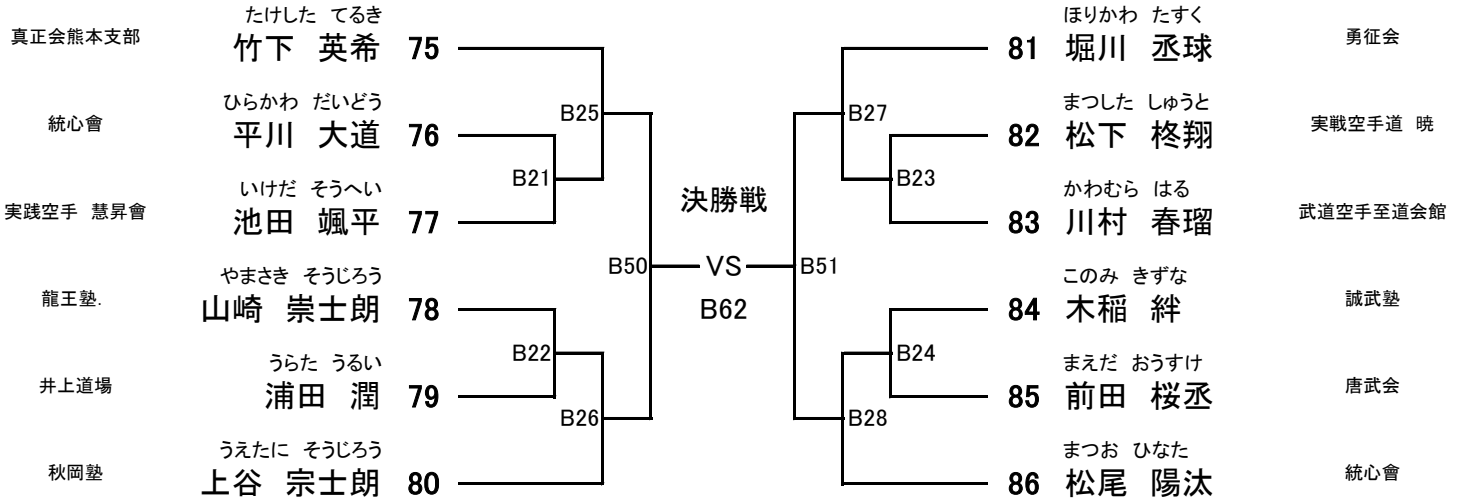 たけした てるき
真正会熊本支部 竹下 英希 75
ひらかわ だいどう
統心會 平川 大道 76
いけだ そうへい
実践空手 慧昇會 池田 颯平 77
やまさき そうじろう
龍王塾. 山崎 崇士朗 78
うらた うるい
井上道場 浦田 潤 79
うえたに そうじろう
秋岡塾 上谷 宗士朗 80
B25
B21
B50
B22
B26
決勝戦
VS
B62
B27
B23
B51
B24
B28
ほりかわ たすく
81 堀川 丞球 勇征会
まつした しゅうと
82 松下 柊翔 実戦空手道 暁
かわむら はる
83 川村 春瑠 武道空手至道会館
このみ きずな
84 木稲 絆 誠武塾
まえだ おうすけ
85 前田 桜丞 唐武会
まつお ひなた
86 松尾 陽汰 統心會